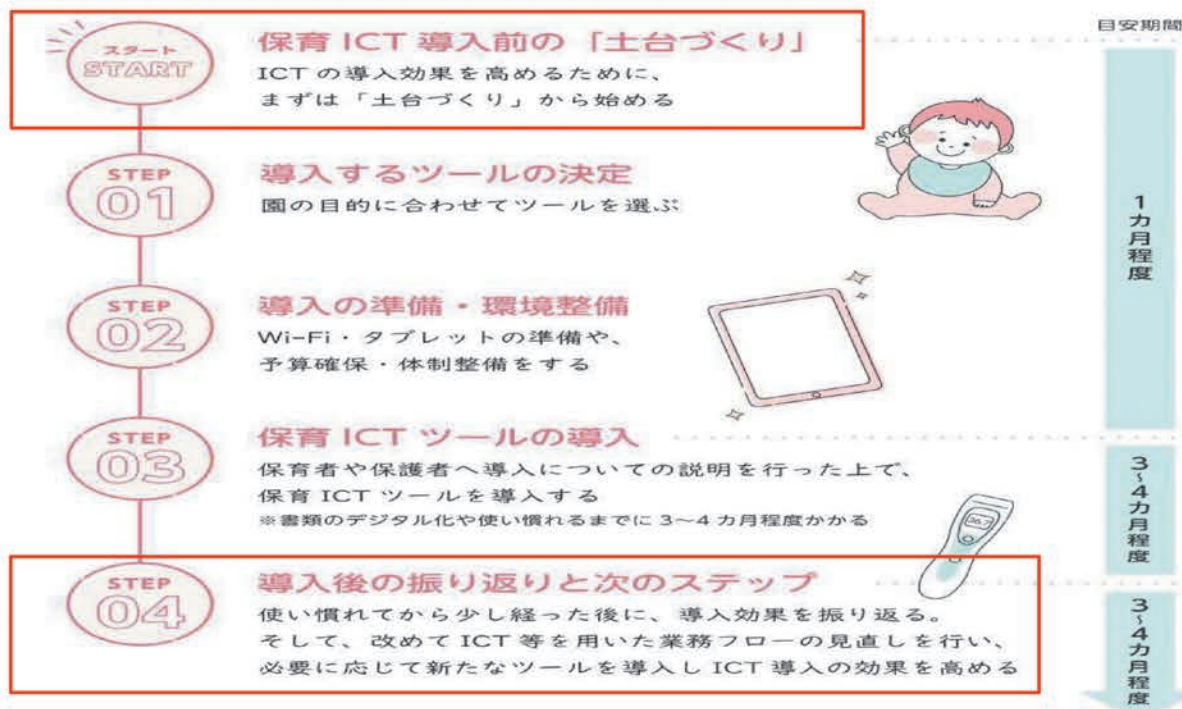 目安期間
スタート
START
保育 ICT 導入前の「土台づくり」
ICT の導入効果を高めるために、
まずは「土台づくり」から始める
STEP
01
導入するツールの決定
園の目的に合わせてツールを選ぶ
1カ月程度
STEP
02
導入の準備・環境整備
Wi-Fi・タブレットの準備や、
予算確保・体制整備をする
STEP
03
保育 ICT ツールの導入
保育者や保護者へ導入についての説明を行った上で、
保育 ICT ツールを導入する
※書類のデジタル化や使い慣れるまでに 3〜4 カ月程度かかる
3〜4カ月程度
36.7
STEP
04
導入後の振り返りと次のステップ
使い慣れてから少し経った後に、導入効果を振り返る。
そして、改めて ICT 等を用いた業務フローの見直しを行い、
必要に応じて新たなツールを導入し ICT 導入の効果を高める
3〜4カ月程度